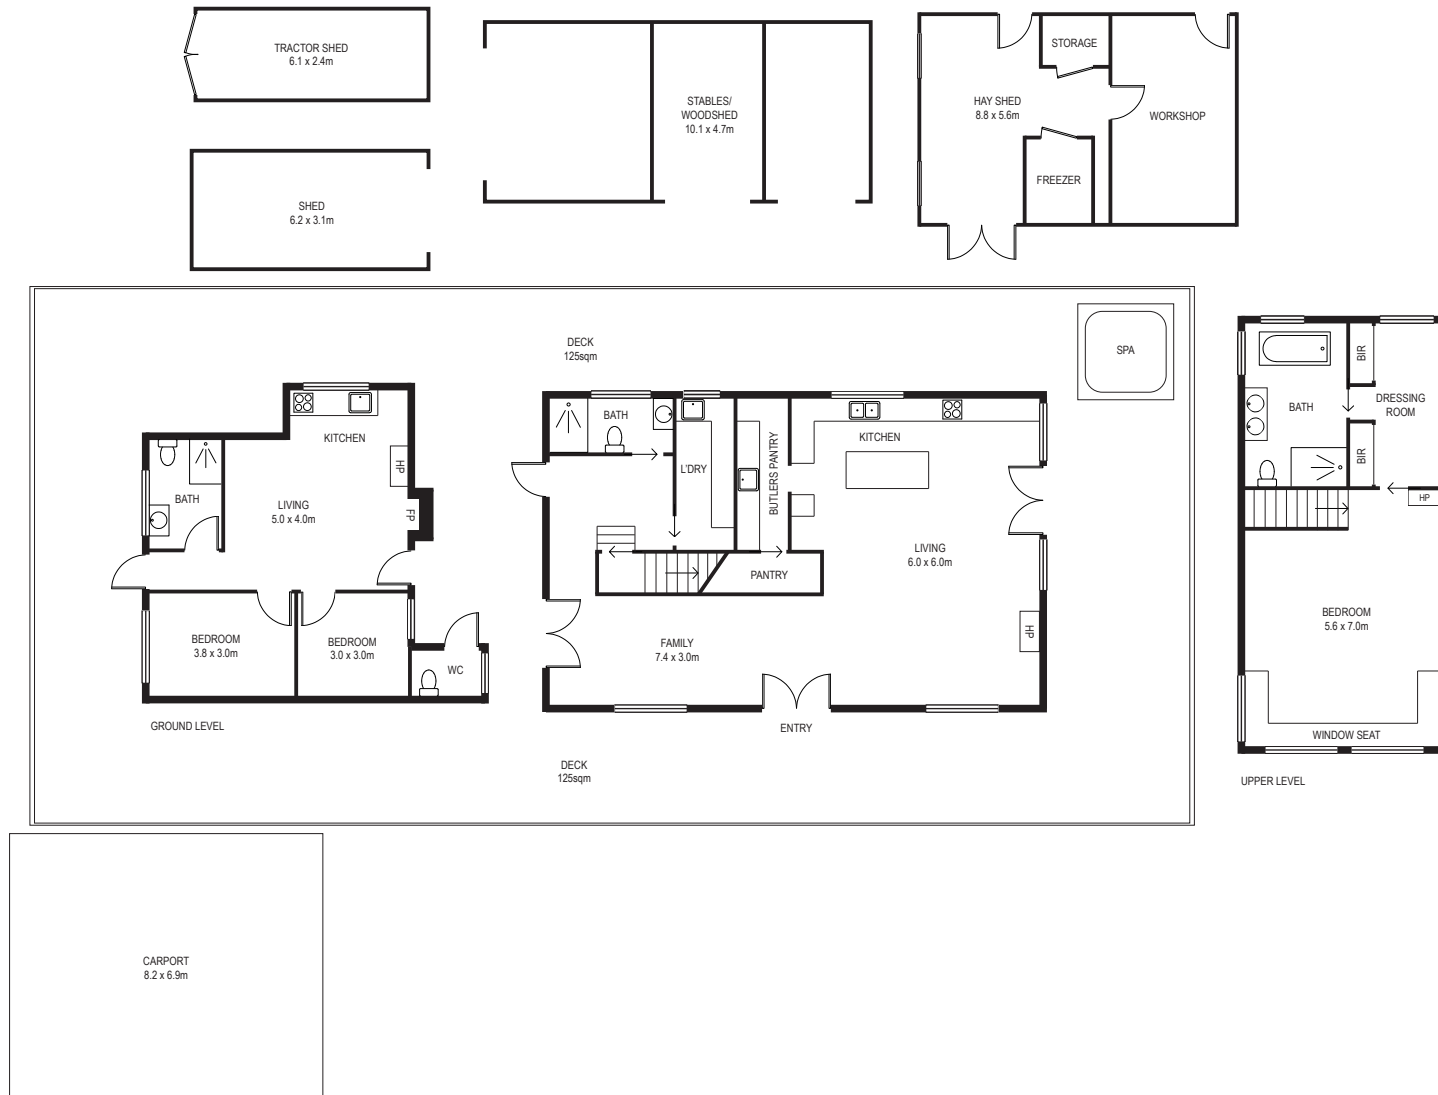 TRACTOR SHED
6.1 x 2.4m
STABLES/
WOODSHED
10.1 x 4.7m
STORAGE
HAY SHED
8.8 x 5.6m
WORKSHOP
FREEZER
SHED
6.2 x 3.1m
DECK
125sqm
SPA
KITCHEN
HP
BATH
LIVING
5.0 x 4.0m
FP
BEDROOM
3.8 x 3.0m
BEDROOM
3.0 x 3.0m
WC
GROUND LEVEL
BATH
L'DRY
BUTLERS PANTRY
KITCHEN
LIVING
6.0 x 6.0m
PANTRY
HP
FAMILY
7.4 x 3.0m
ENTRY
DECK
125sqm
BIR
BATH
DRESSING
ROOM
BIR
HP
BEDROOM
5.6 x 7.0m
WINDOW SEAT
UPPER LEVEL
CARPORT
8.2 x 6.9m